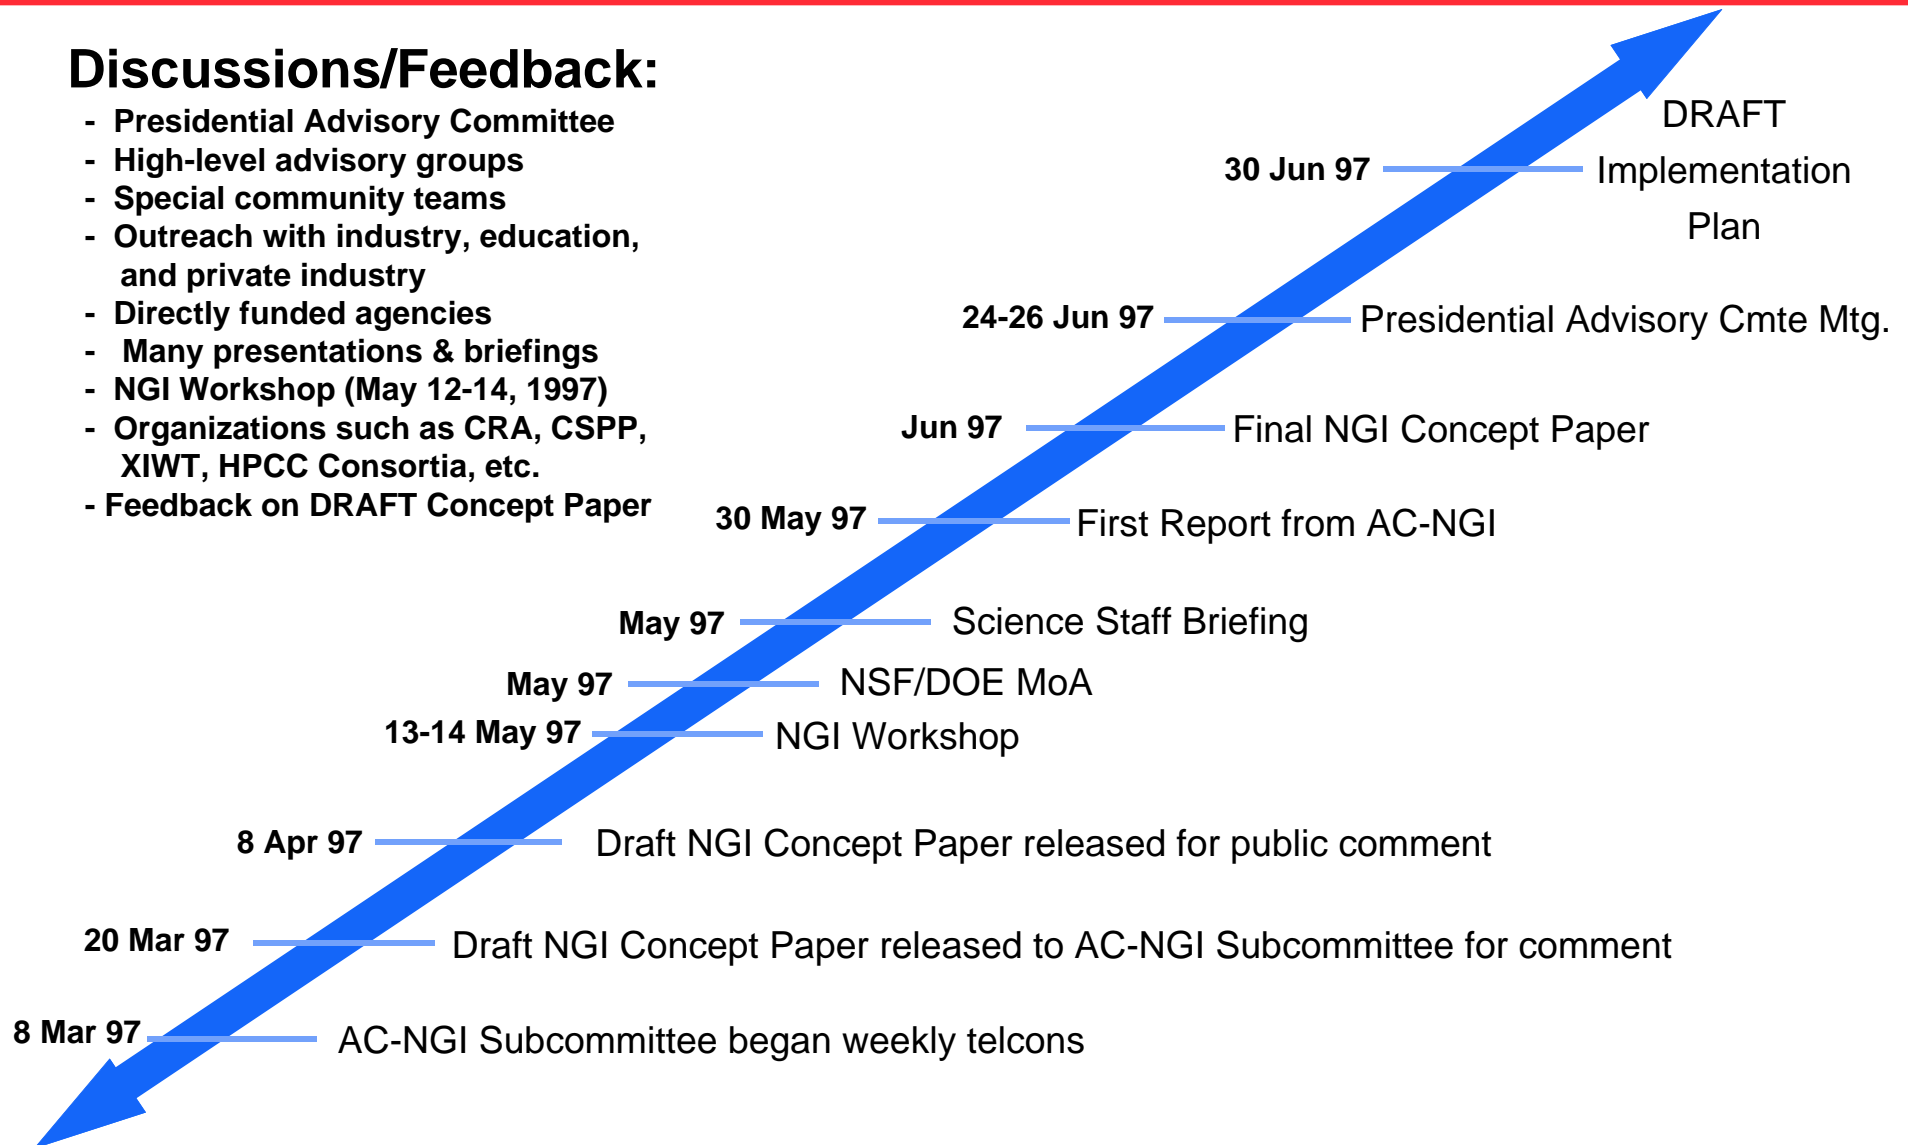 Discussions/Feedback:
- Presidential Advisory Committee
- High-level advisory groups
- Special community teams
- Outreach with industry, education,
and private industry
- Directly funded agencies
- Many presentations & briefings
- NGI Workshop (May 12-14, 1997)
- Organizations such as CRA, CSPP,
XIWT, HPCC Consortia, etc.
- Feedback on DRAFT Concept Paper
DRAFT
30 Jun 97 Implementation
Plan
24-26 Jun 97 Presidential Advisory Cmte Mtg.
Jun 97 Final NGI Concept Paper
30 May 97 First Report from AC-NGI
May 97 Science Staff Briefing
May 97 NSF/DOE MoA
13-14 May 97 NGI Workshop
8 Apr 97 Draft NGI Concept Paper released for public comment
20 Mar 97 Draft NGI Concept Paper released to AC-NGI Subcommittee for comment
8 Mar 97 AC-NGI Subcommittee began weekly telcons